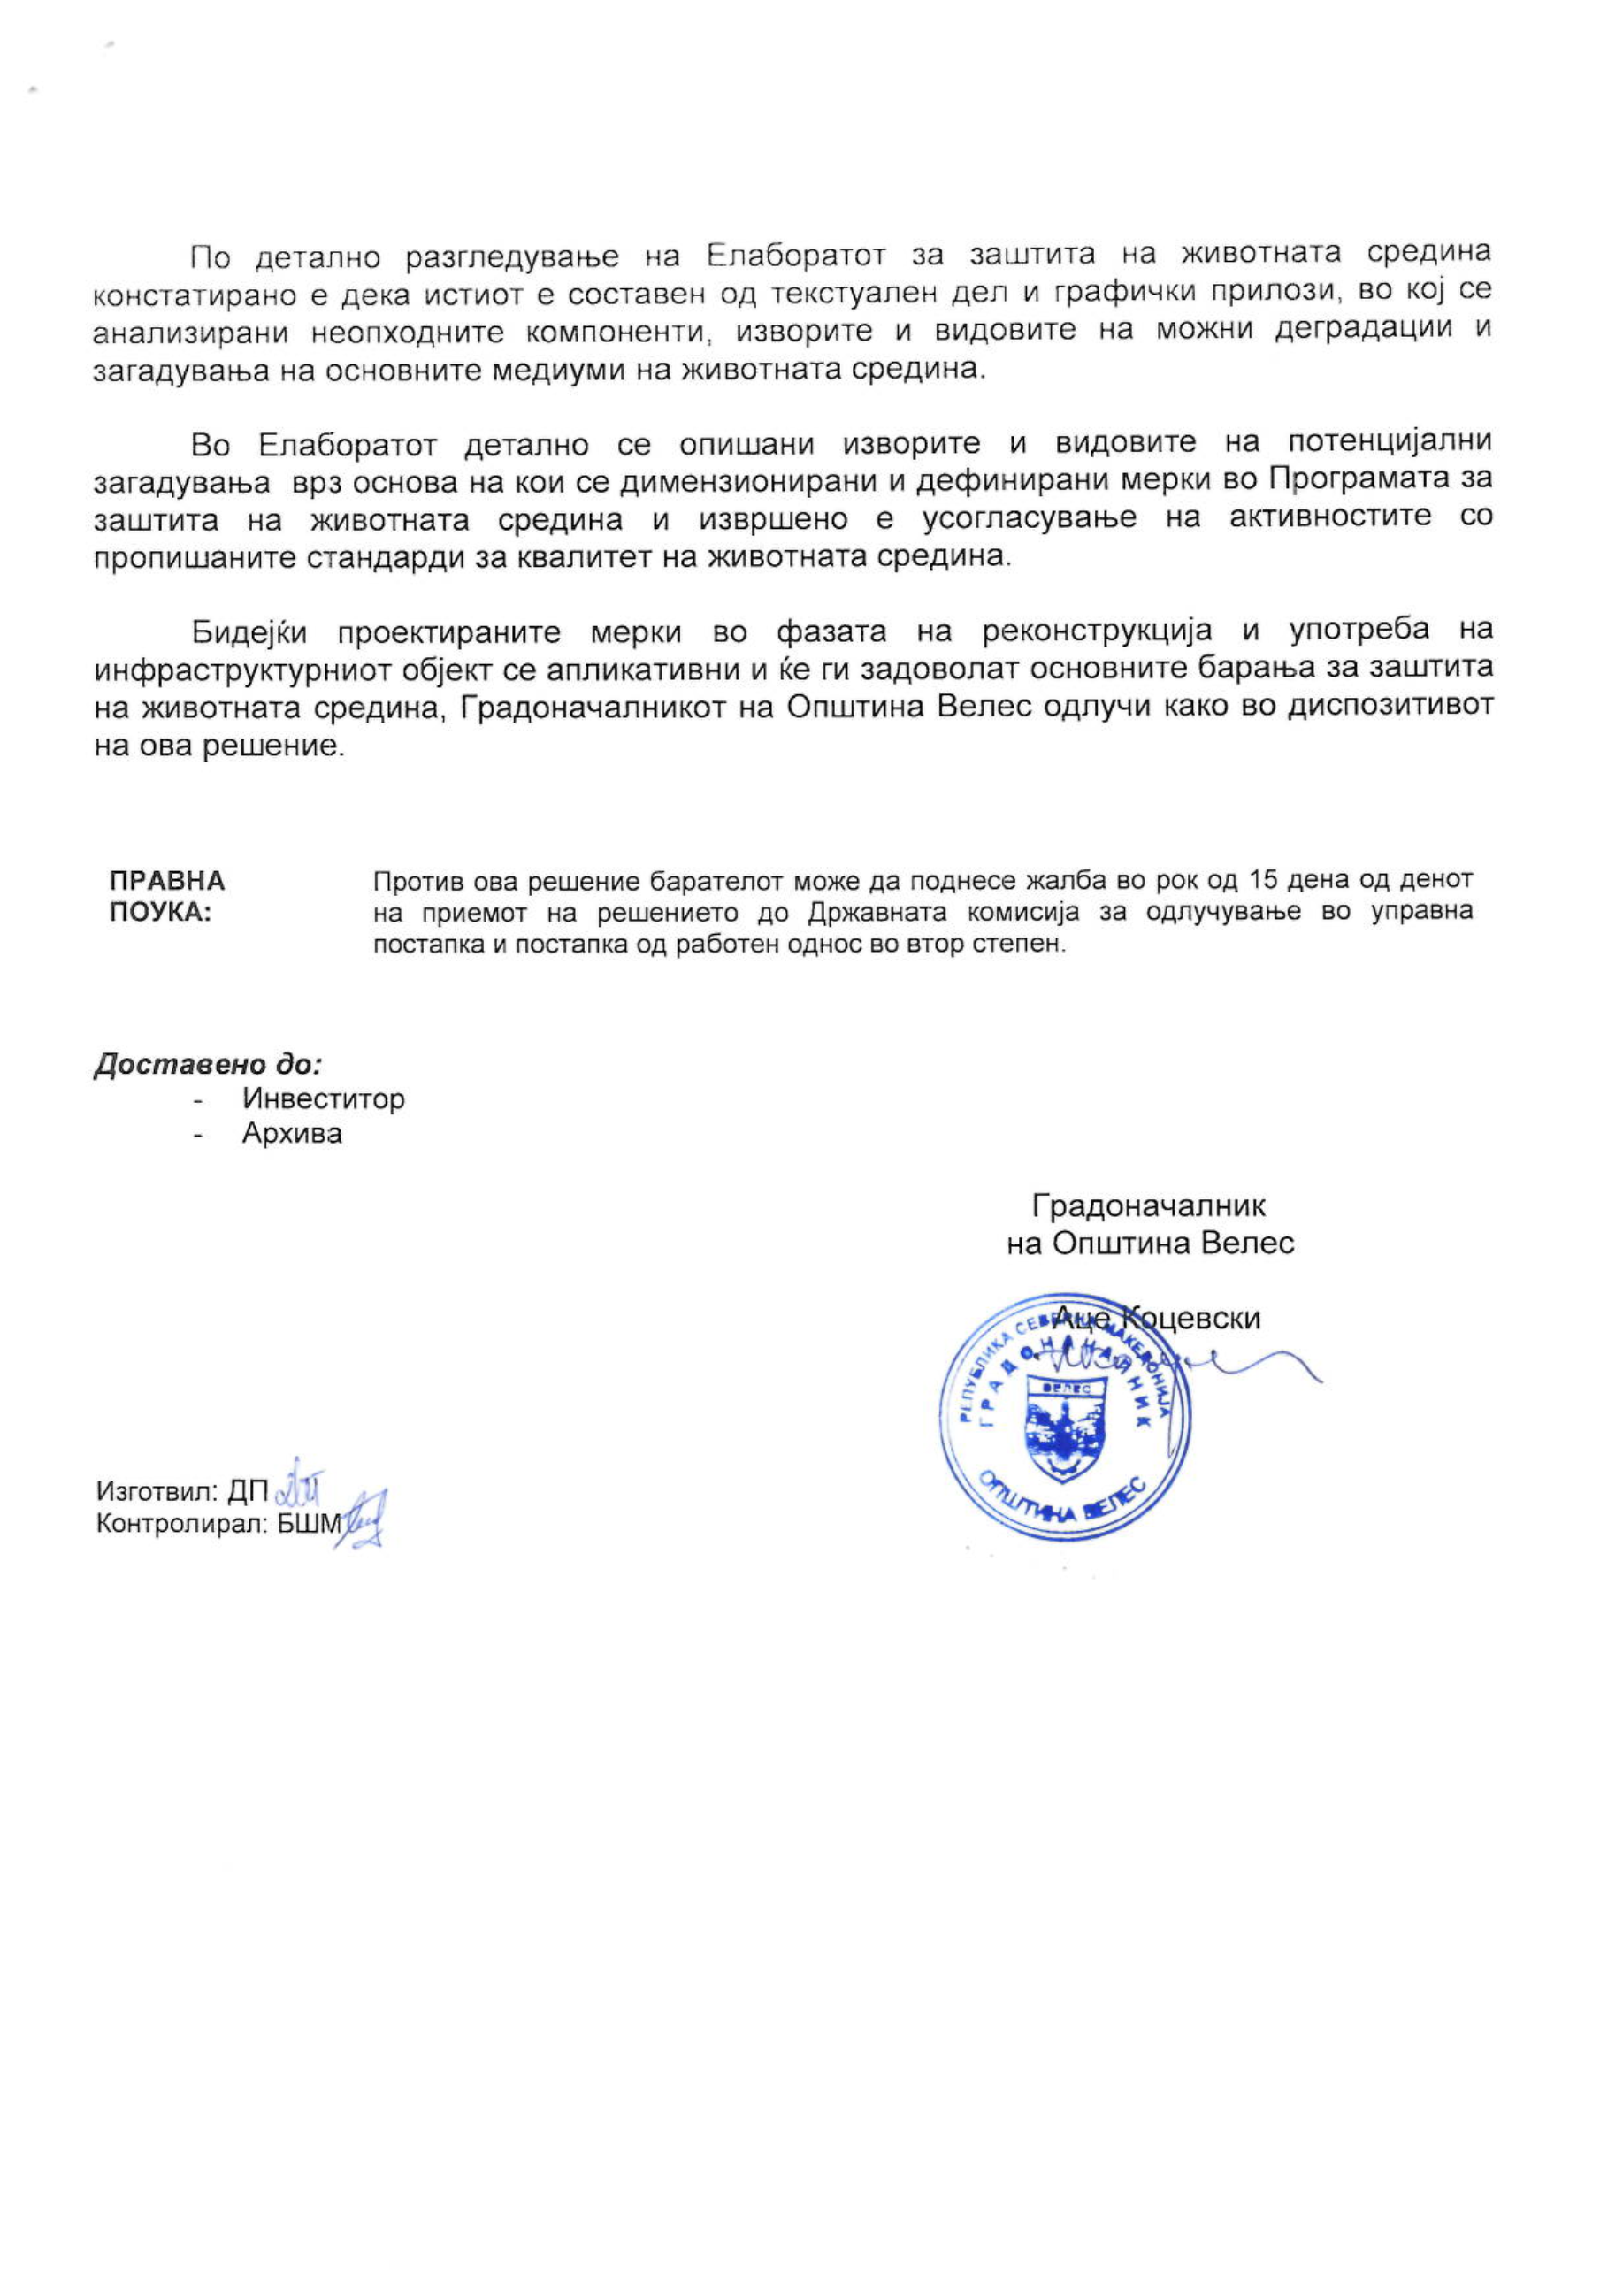 По детално разгледување на Елаборатот за заштита на животната средина
констатирано е дека истиот е составен од текстуален дел и графички прилози, во кој се
анализирани неопходните компоненти, изворите и видовите на можни деградации и
загадувања на основните медиуми на животната средина.
Во Елаборатот детално се опишани изворите и видовите на потенцијални
загадувања врз основа на кои се димензионирани и дефинирани мерки во Програмата за
заштита на животната средина и извршено е усогласување на активностите со
пропишаните стандарди за квалитет на животната средина.
Бидејќи проектираните мерки во фазата на реконструкција и употреба на
инфраструктурниот објект се апликативни и ќе ги задоволат основните барања за заштита
на животната средина, Градоначалникот на Општина Велес одлучи како во диспозитивот
на ова решение.
ПРАВНА
ПОУКА:
Против ова решение барателот може да поднесе жалба во рок од 15 дена од денот
на приемот на решението до Државната комисија за одлучување во управна
постапка и постапка од работен однос во втор степен.
Доставено до:
- Инвеститор
- Архива
Градоначалник
на Општина Велес
Аце Коцевски
РЕПУБЛИКА СЕВЕРНА МАКЕДОНИЈА
ГРАДОНАЧАЛНИК
ВЕЛЕС
ОПШТИНА ВЕЛЕС
Изготвил: ДП
Контролирал: БШМ